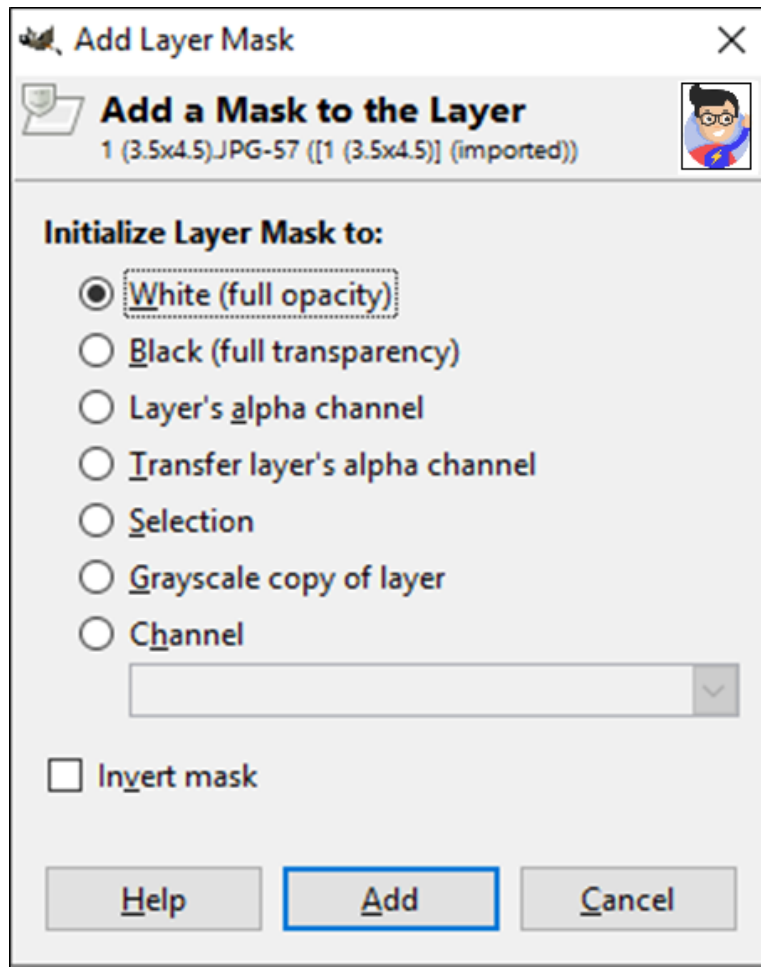 Add Layer Mask
Add a Mask to the Layer
1 (3.5x4.5).JPG-57 ([1 (3.5x4.5)] (imported))
Initialize Layer Mask to:
White (full opacity)
Black (full transparency)
Layer's alpha channel
Transfer layer's alpha channel
Selection
Grayscale copy of layer
Channel
Invert mask
Help Add Cancel